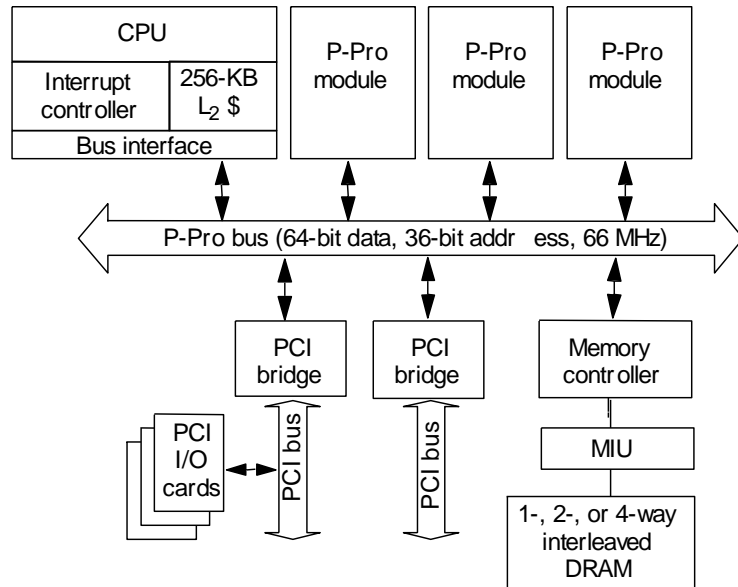 CPU
Interrupt
controller
256-KB
L2 $
Bus interface
P-Pro
module
P-Pro
module
P-Pro
module
P-Pro bus (64-bit data, 36-bit addr ess, 66 MHz)
PCI
bridge
PCI
bridge
Memory
controller
PCI
I/O
cards
PCI bus
PCI bus
MIU
1-, 2-, or 4-way
interleaved
DRAM